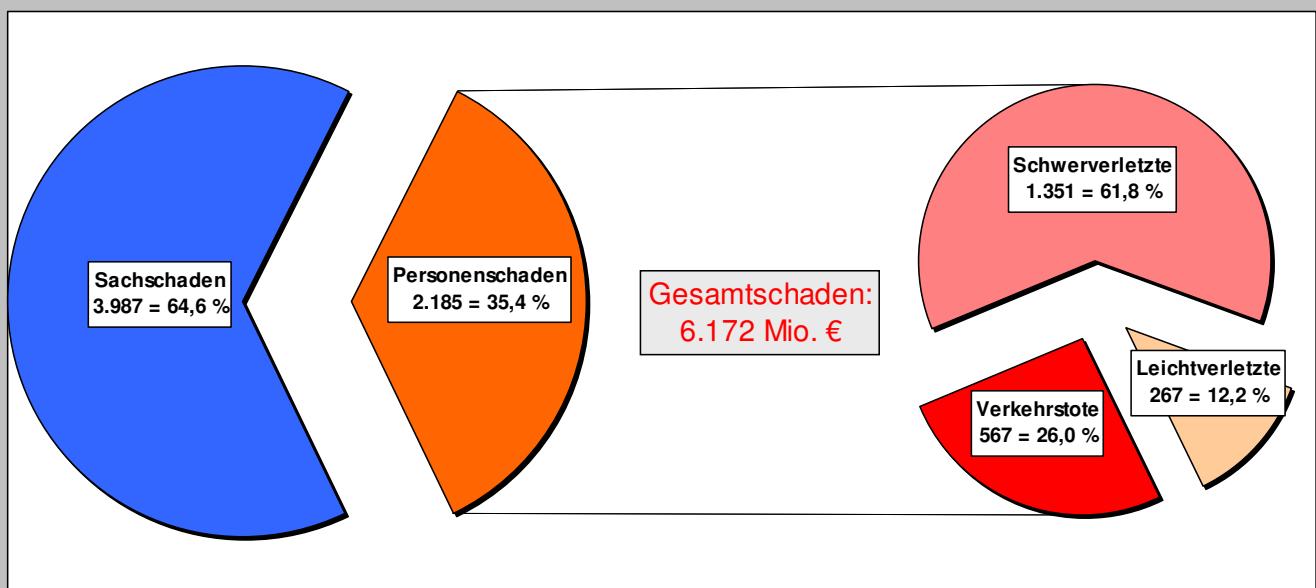 Sachschaden
3.987 = 64,6 %
Personenschaden
2.185 = 35,4 %
Gesamtschaden:
6.172 Mio. €
Schwerverletzte
1.351 = 61,8 %
Leichtverletzte
267 = 12,2 %
Verkehrstote
567 = 26,0 %